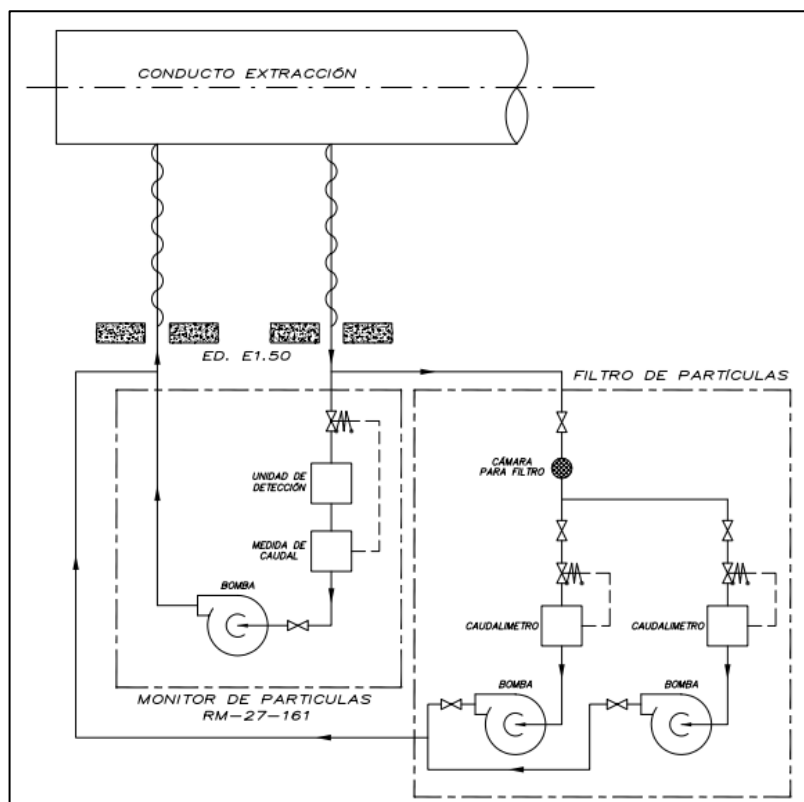 CONDUCTO EXTRACCIÓN
ED. E1.50
FILTRO DE PARTÍCULAS
CÁMARA
PARA FILTRO
UNIDAD DE
DETECCIÓN
MEDIDA DE
CAUDAL
BOMBA
CAUDALIMETRO
CAUDALIMETRO
BOMBA
BOMBA
MONITOR DE PARTICULAS
RM-27-161